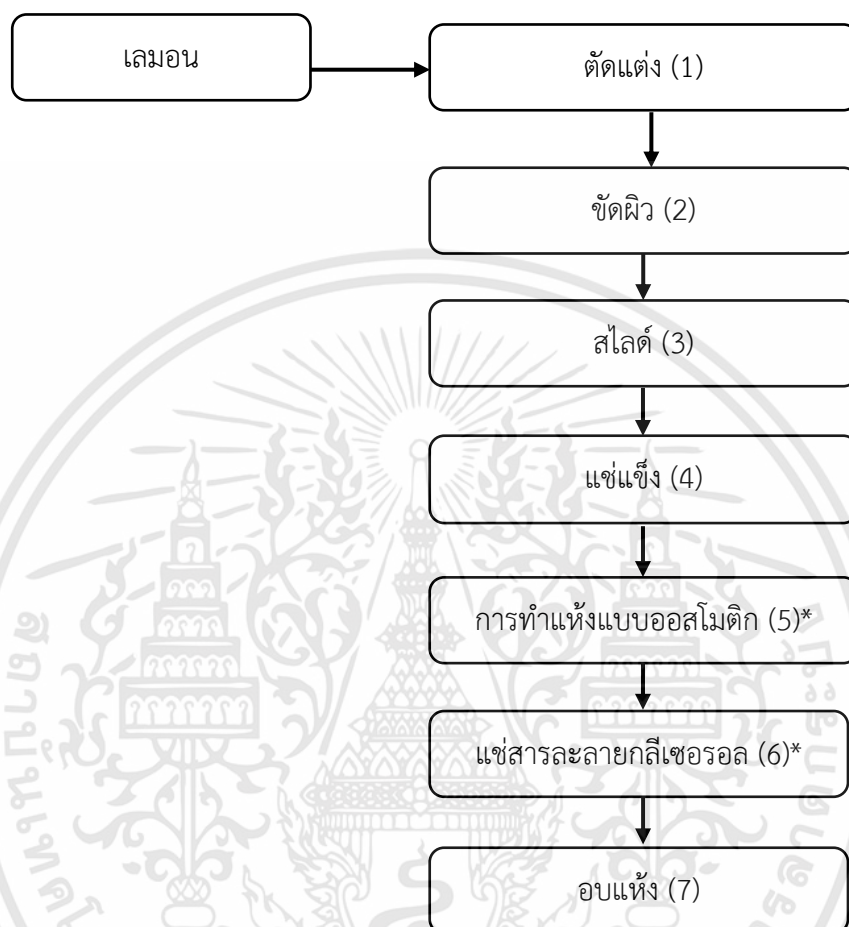 เลมอน
ตัดแต่ง (1)
ขัดผิว (2)
สไลด์ (3)
แช่แข็ง (4)
การทำแห้งแบบออสโมติก (5)*
แช่สารละลายกลีเซอรอล (6)*
อบแห้ง (7)